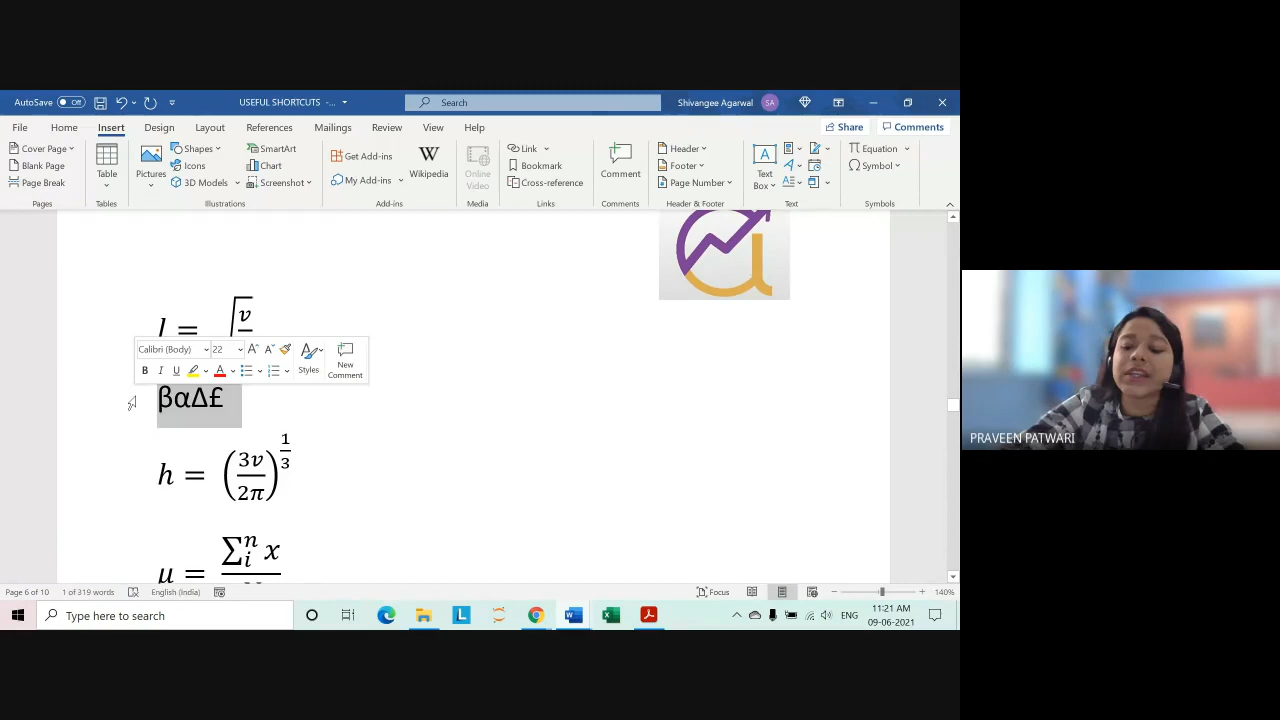 AutoSave Off USEFUL SHORTCUTS -... Search Shivangee Agarwal SA
File Home Insert Design Layout References Mailings Review View Help Share Comments
Cover Page
Blank Page
Page Break
Pages
Table
Tables
Pictures
Shapes
Icons
3D Models
SmartArt
Chart
Screenshot
Illustrations
Get Add-ins
My Add-ins
Wikipedia
Add-ins
Online
Video
Media
Link
Bookmark
Cross-reference
Links
Comment
Comments
Header
Footer
Page Number
Header & Footer
Text
Box
Text
Equation
Symbol
Symbols
l = √v
Calibri (Body) 22
B I U
Styles
New
Comment
βαΔ£
h = (3v/2π)^1/3
μ = ∑ᵢⁿ x
PRAVEEN PATWARI
Page 6 of 10 1 of 319 words English (India) Focus 140%
Type here to search
ENG
11:21 AM
09-06-2021